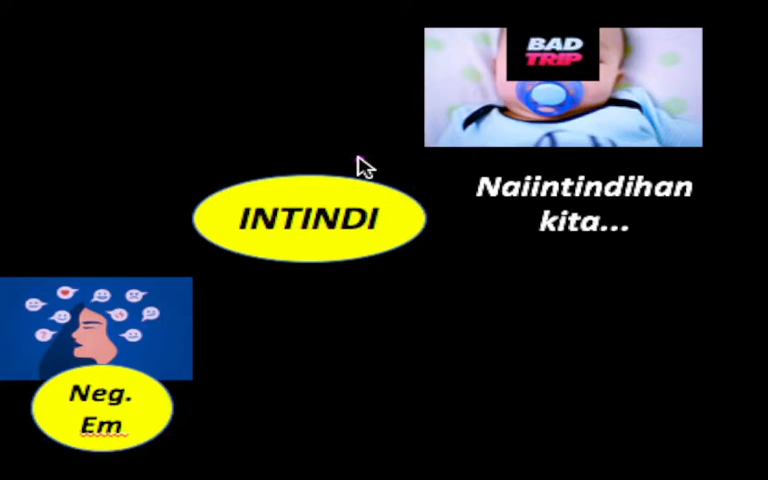 BAD
TRIP
Naiintindihan
kita...
INTINDI
Neg.
Em